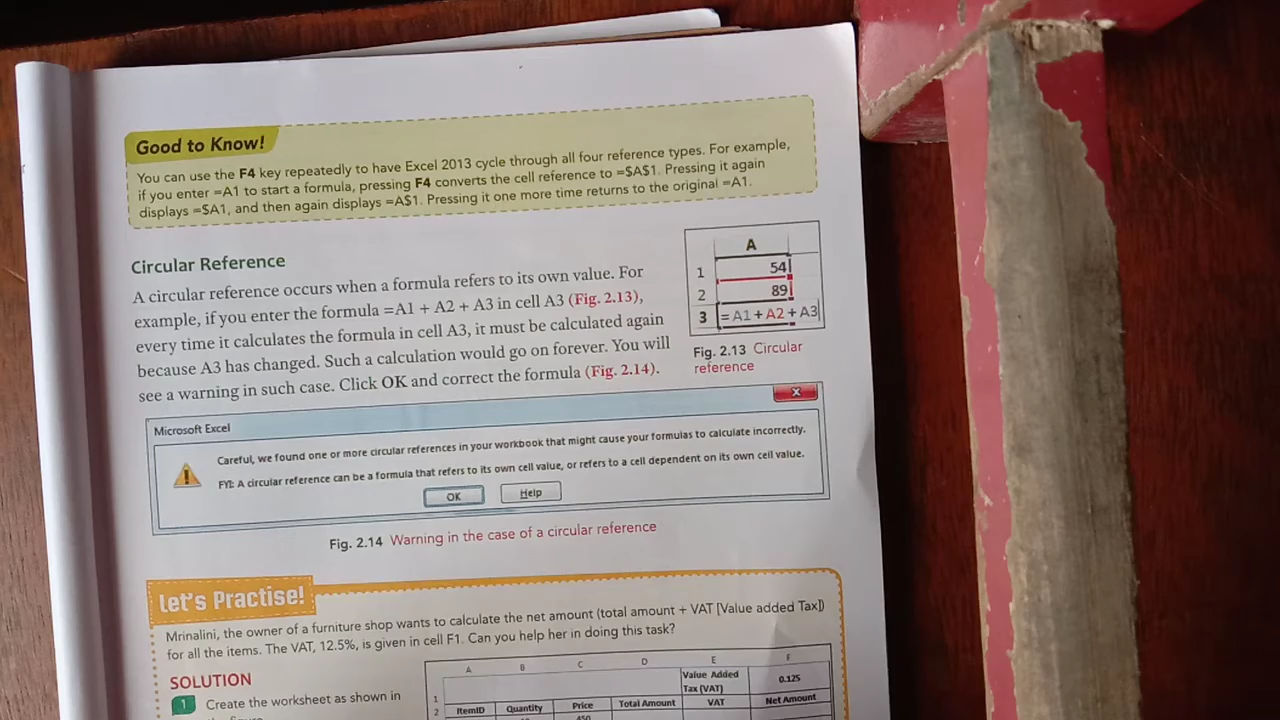 Good to Know!
You can use the F4 key repeatedly to have Excel 2013 cycle through all four reference types. For example,
if you enter =A1 to start a formula, pressing F4 converts the cell reference to =$A$1. Pressing it again
displays =$A1, and then again displays =A$1. Pressing it one more time returns to the original =A1.
Circular Reference
A circular reference occurs when a formula refers to its own value. For
example, if you enter the formula =A1 + A2 + A3 in cell A3 (Fig. 2.13),
every time it calculates the formula in cell A3, it must be calculated again
because A3 has changed. Such a calculation would go on forever. You will
see a warning in such case. Click OK and correct the formula (Fig. 2.14).
A
1 54
2 89
3 =A1+A2+A3
Fig. 2.13 Circular
reference
Microsoft Excel
Careful, we found one or more circular references in your workbook that might cause your formulas to calculate incorrectly.
FYI: A circular reference can be a formula that refers to its own cell value, or refers to a cell dependent on its own cell value.
OK Help
Fig. 2.14 Warning in the case of a circular reference
Let's Practise!
Mrinalini, the owner of a furniture shop wants to calculate the net amount (total amount + VAT [Value added Tax])
for all the items. The VAT, 12.5%, is given in cell F1. Can you help her in doing this task?
SOLUTION
1 Create the worksheet as shown in
A B C D E F
1 Value Added
Tax (VAT) 0.125
2 ItemID Quantity Price Total Amount VAT Net Amount
450